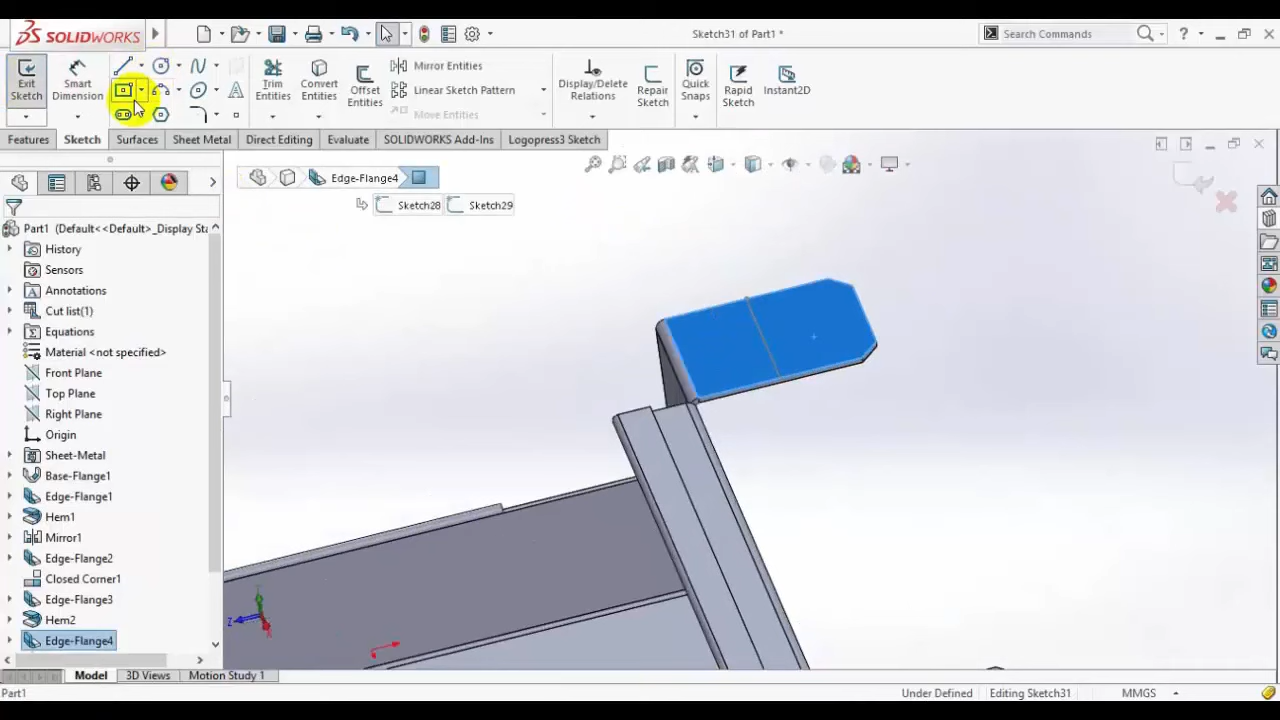 SOLIDWORKS
Sketch31 of Part1 *
Search Commands
?
Exit
Sketch
Smart
Dimension
Trim
Entities
Convert
Entities
Offset
Entities
Mirror Entities
Linear Sketch Pattern
Move Entities
Display/Delete
Relations
Repair
Sketch
Quick
Snaps
Rapid
Sketch
Instant2D
Features
Sketch
Surfaces
Sheet Metal
Direct Editing
Evaluate
SOLIDWORKS Add-Ins
Logopress3 Sketch
Edge-Flange4
Sketch28
Sketch29
Part1 (Default<<Default>_Display Sta
History
Sensors
Annotations
Cut list(1)
Equations
Material <not specified>
Front Plane
Top Plane
Right Plane
Origin
Sheet-Metal
Base-Flange1
Edge-Flange1
Hem1
Mirror1
Edge-Flange2
Closed Corner1
Edge-Flange3
Hem2
Edge-Flange4
Z
Model
3D Views
Motion Study 1
Part1
Under Defined
Editing Sketch31
MMGS